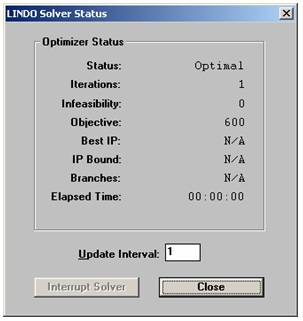 LINDO Solver Status
Optimizer Status
Status: Optimal
Iterations: 1
Infeasibility: 0
Objective: 600
Best IP: N/A
IP Bound: N/A
Branches: N/A
Elapsed Time: 00:00:00
Update Interval: 1
Interrupt Solver Close